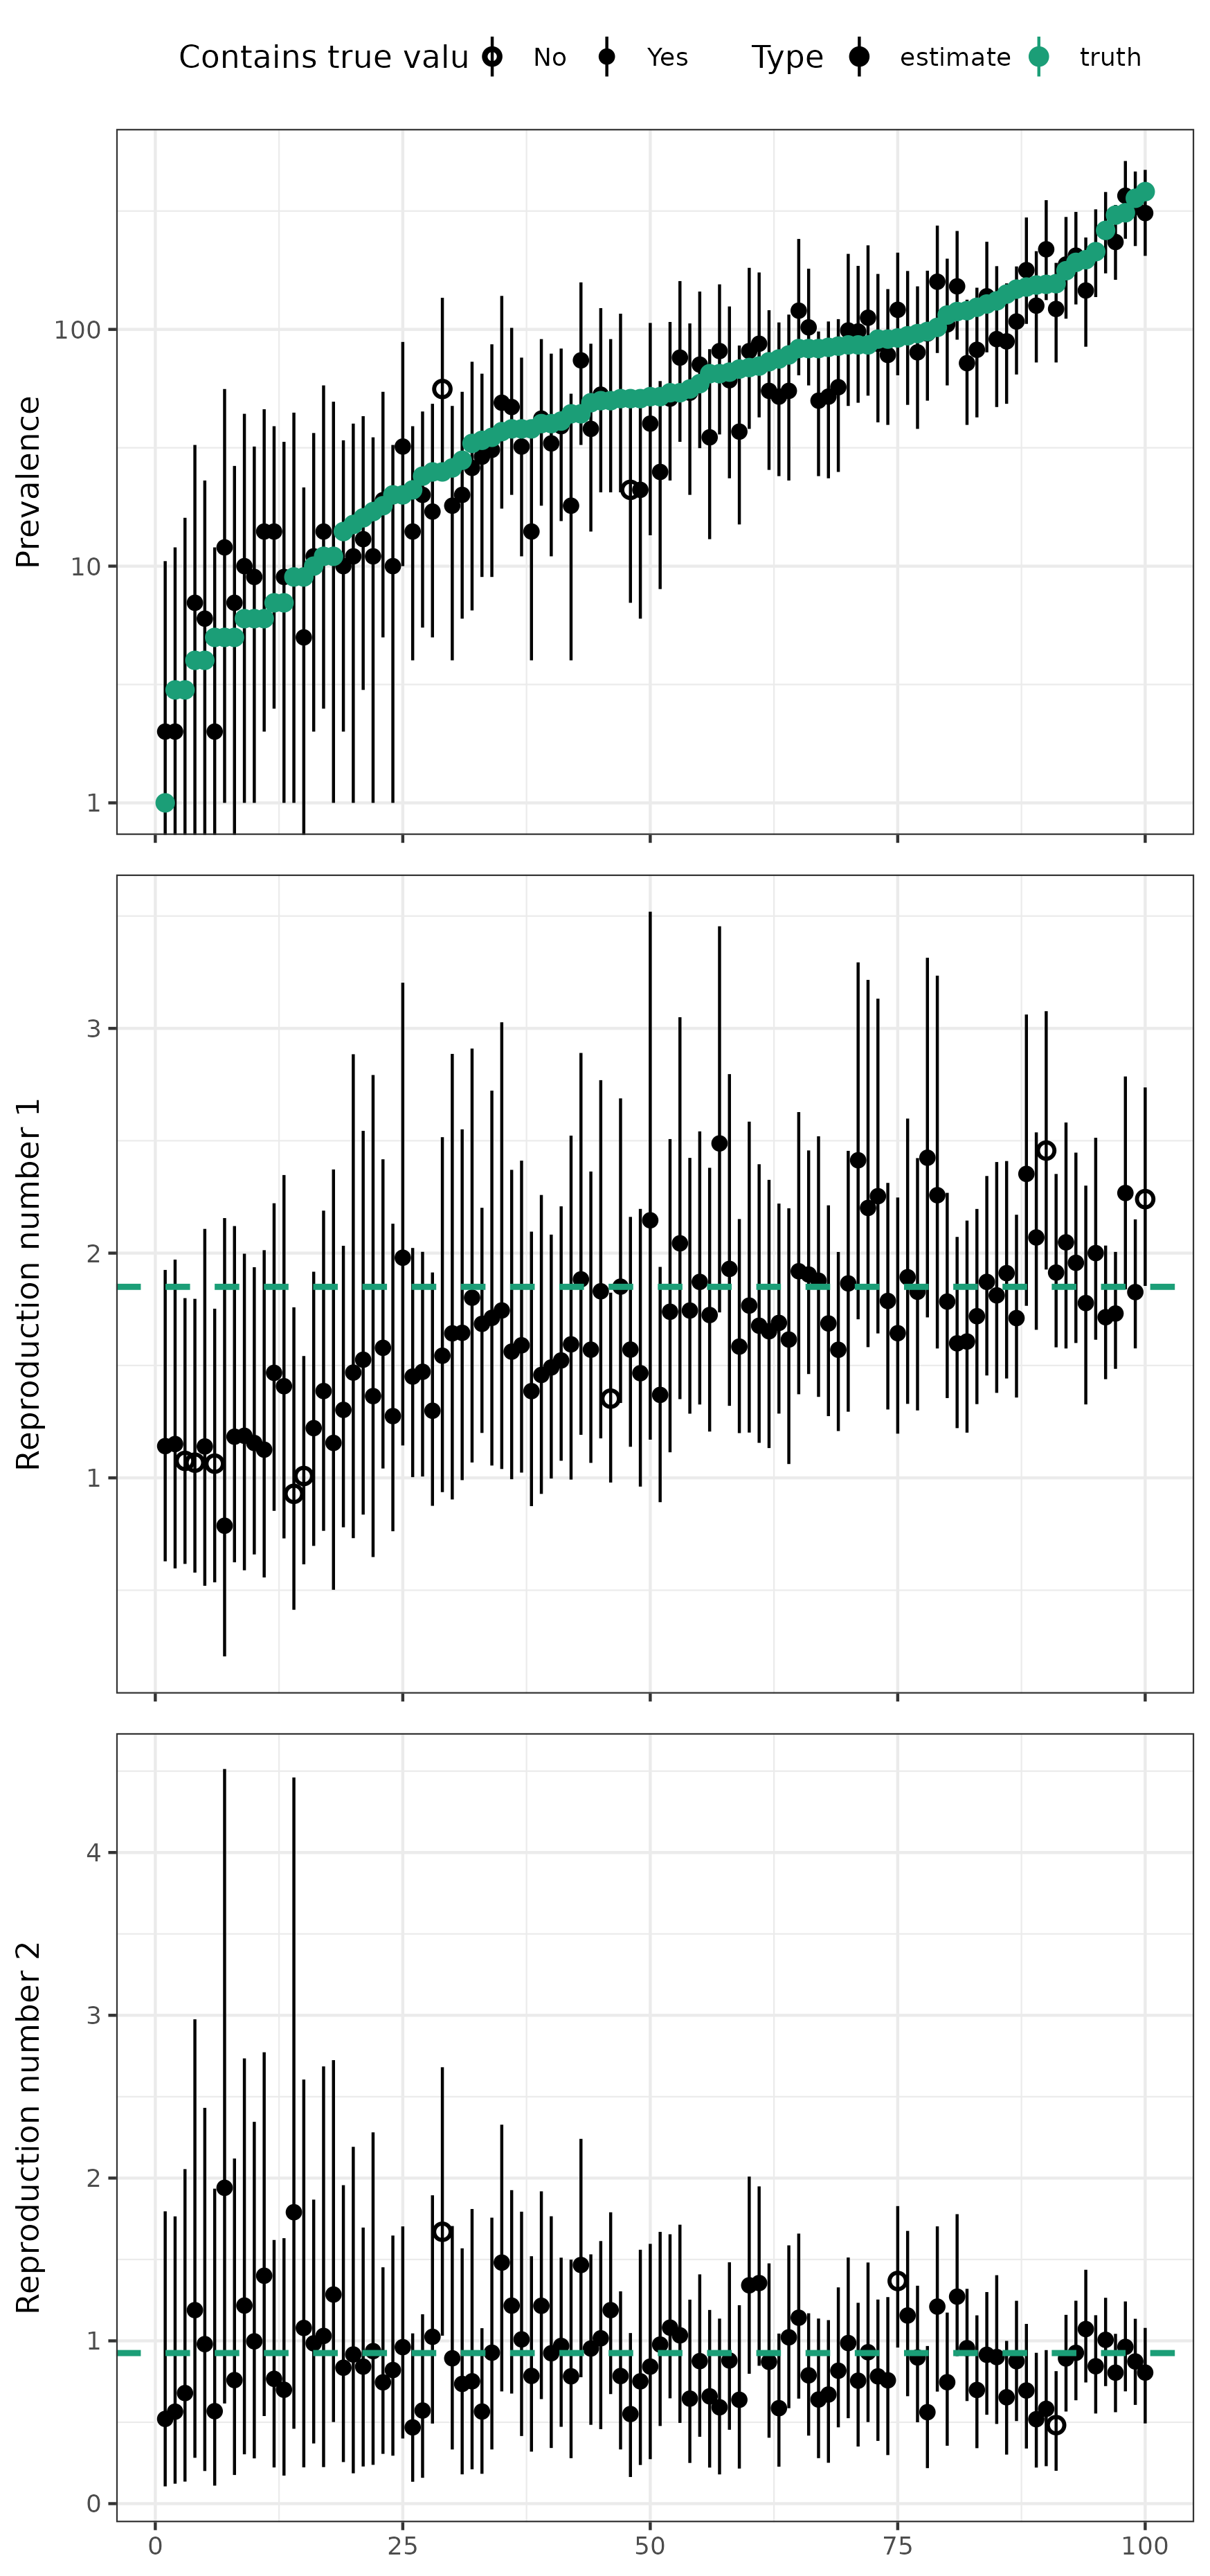 Contains true valu No Yes Type estimate truth
Prevalence
100
10
1
Reproduction number 1
3
2
1
Reproduction number 2
4
3
2
1
0
0 25 50 75 100